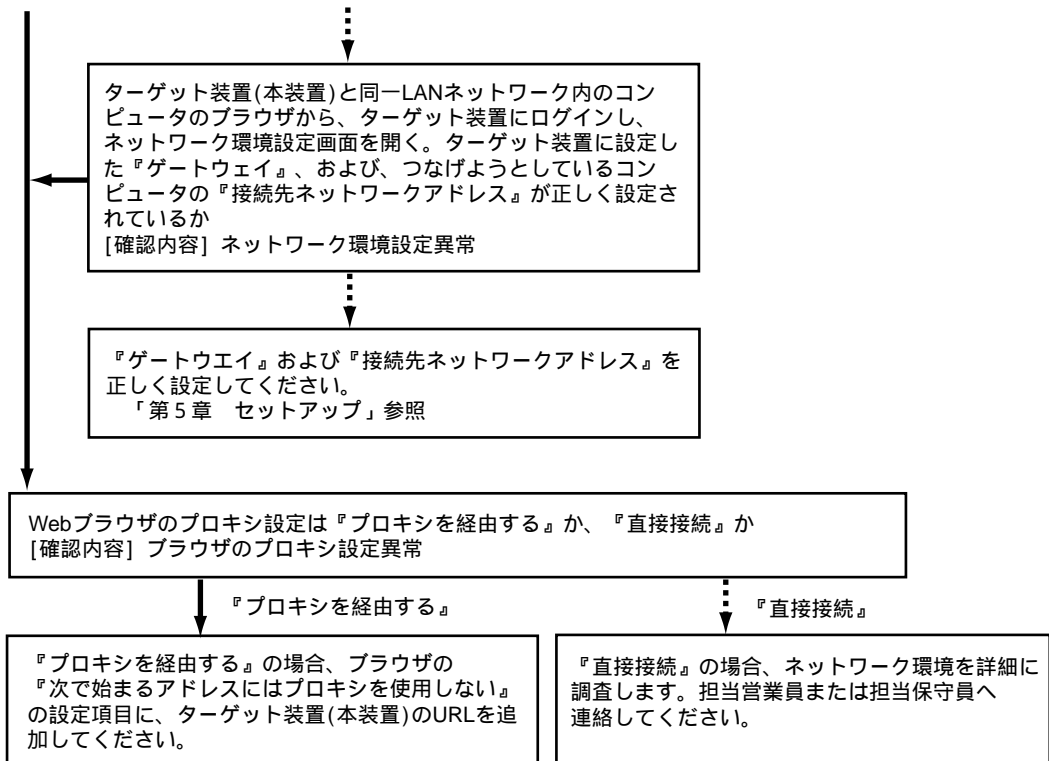 ターゲット装置(本装置)と同一LANネットワーク内のコン
ピュータのブラウザから、ターゲット装置にログインし、
ネットワーク環境設定画面を開く。ターゲット装置に設定し
た『ゲートウェイ』、および、つなげようとしているコン
ピュータの『接続先ネットワークアドレス』が正しく設定さ
れているか
[確認内容] ネットワーク環境設定異常
『ゲートウエイ』および『接続先ネットワークアドレス』を
正しく設定してください。
「第5章　セットアップ」参照
Webブラウザのプロキシ設定は『プロキシを経由する』か、『直接接続』か
[確認内容] ブラウザのプロキシ設定異常
『プロキシを経由する』
『直接接続』
『プロキシを経由する』の場合、ブラウザの
『次で始まるアドレスにはプロキシを使用しない』
の設定項目に、ターゲット装置(本装置)のURLを追
加してください。
『直接接続』の場合、ネットワーク環境を詳細に
調査します。担当営業員または担当保守員へ
連絡してください。